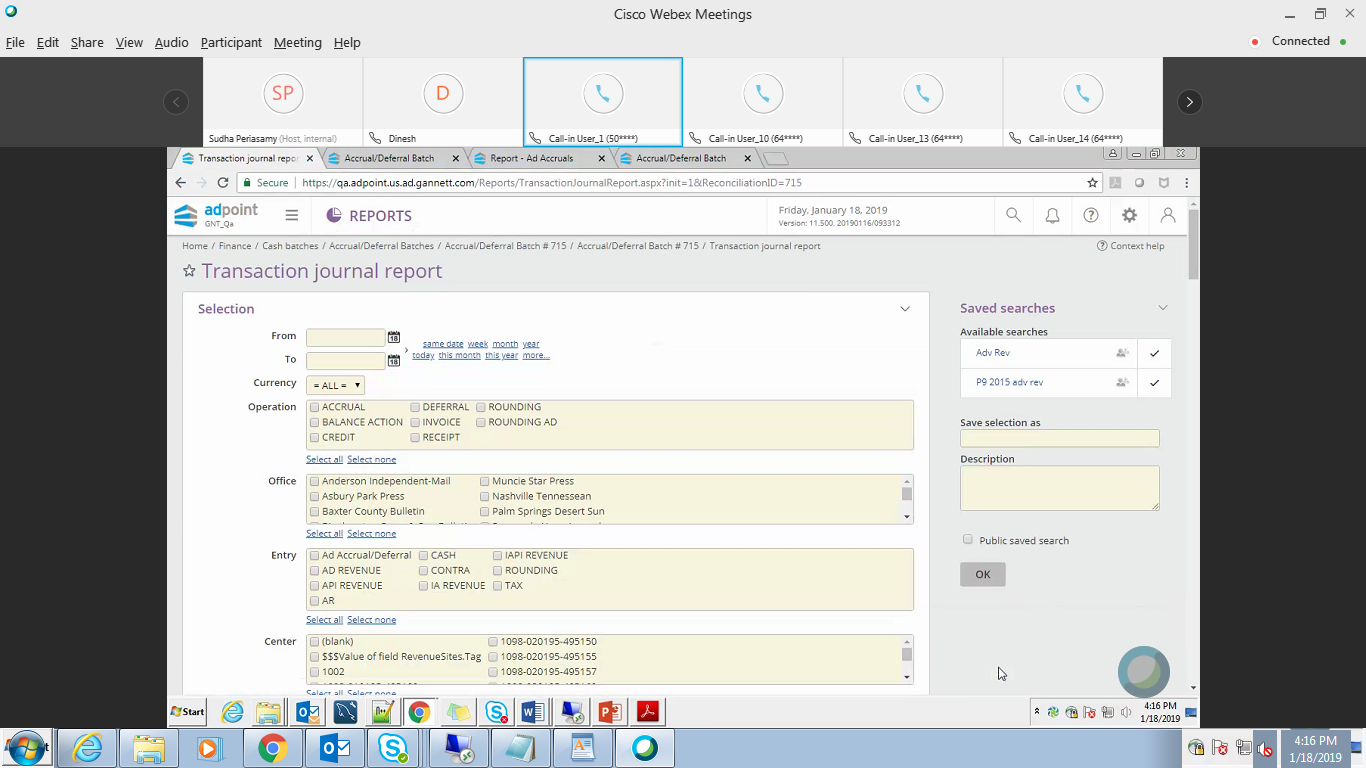 Cisco Webex Meetings
File Edit Share View Audio Participant Meeting Help
Connected
SP
D
Sudha Periasamy (Host, internal)
Dinesh
Call-in User_1 (50****)
Call-in User_10 (64****)
Call-in User_13 (64****)
Call-in User_14 (64****)
Transaction journal repor
Accrual/Deferral Batch
Report - Ad Accruals
Accrual/Deferral Batch
Secure https://qa.adpoint.us.ad.gannett.com/Reports/TransactionJournalReport.aspx?init=1&ReconciliationID=715
adpoint
GNT_Qa
REPORTS
Friday, January 18, 2019
Version: 11.500, 20190116/093312
Home / Finance / Cash batches / Accrual/Deferral Batches / Accrual/Deferral Batch # 715 / Accrual/Deferral Batch # 715 / Transaction journal report
Context help
Transaction journal report
Selection
From
18
same date week month year
To
18
today this month this year more...
Currency
= ALL =
Operation
ACCRUAL DEFERRAL ROUNDING
BALANCE ACTION INVOICE ROUNDING AD
CREDIT RECEIPT
Select all Select none
Office
Anderson Independent-Mail Muncie Star Press
Asbury Park Press Nashville Tennessean
Baxter County Bulletin Palm Springs Desert Sun
Select all Select none
Entry
Ad Accrual/Deferral CASH IAPI REVENUE
AD REVENUE CONTRA ROUNDING
API REVENUE IA REVENUE TAX
AR
Select all Select none
Center
(blank) 1098-020195-495150
$$$Value of field RevenueSites.Tag 1098-020195-495155
1002 1098-020195-495157
Select all Select none
Saved searches
Available searches
Adv Rev
P9 2015 adv rev
Save selection as
Description
Public saved search
OK
Start
4:16 PM
1/18/2019
4:16 PM
1/18/2019